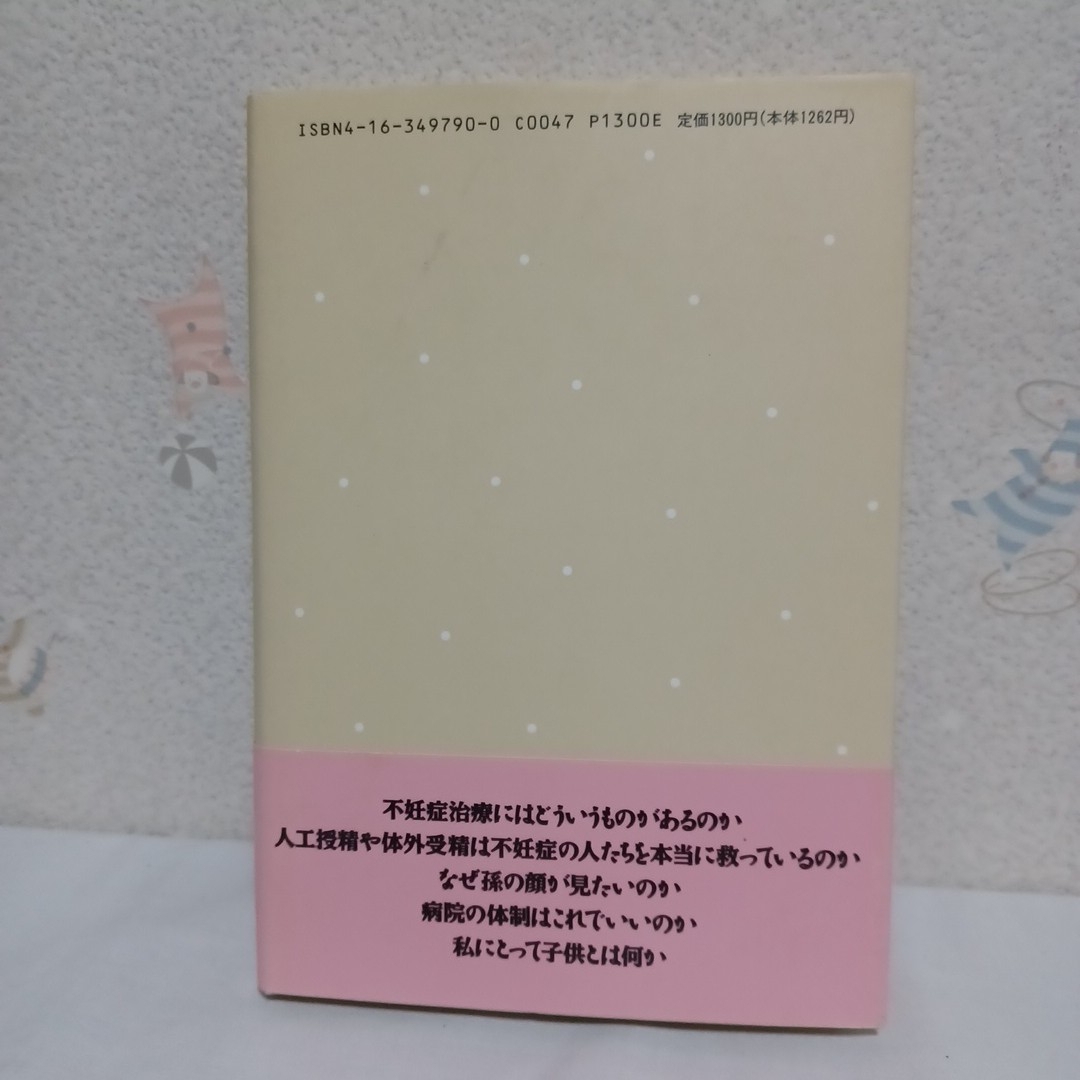 ISBN4-16-349790-0 C0047 P1300E 定価1300円(本体1262円)
不妊症治療にはどういうものがあるのか
人工授精や体外受精は不妊症の人たちを本当に救っているのか
なぜ孫の顔が見たいのか
病院の体制はこれでいいのか
私にとって子供とは何か